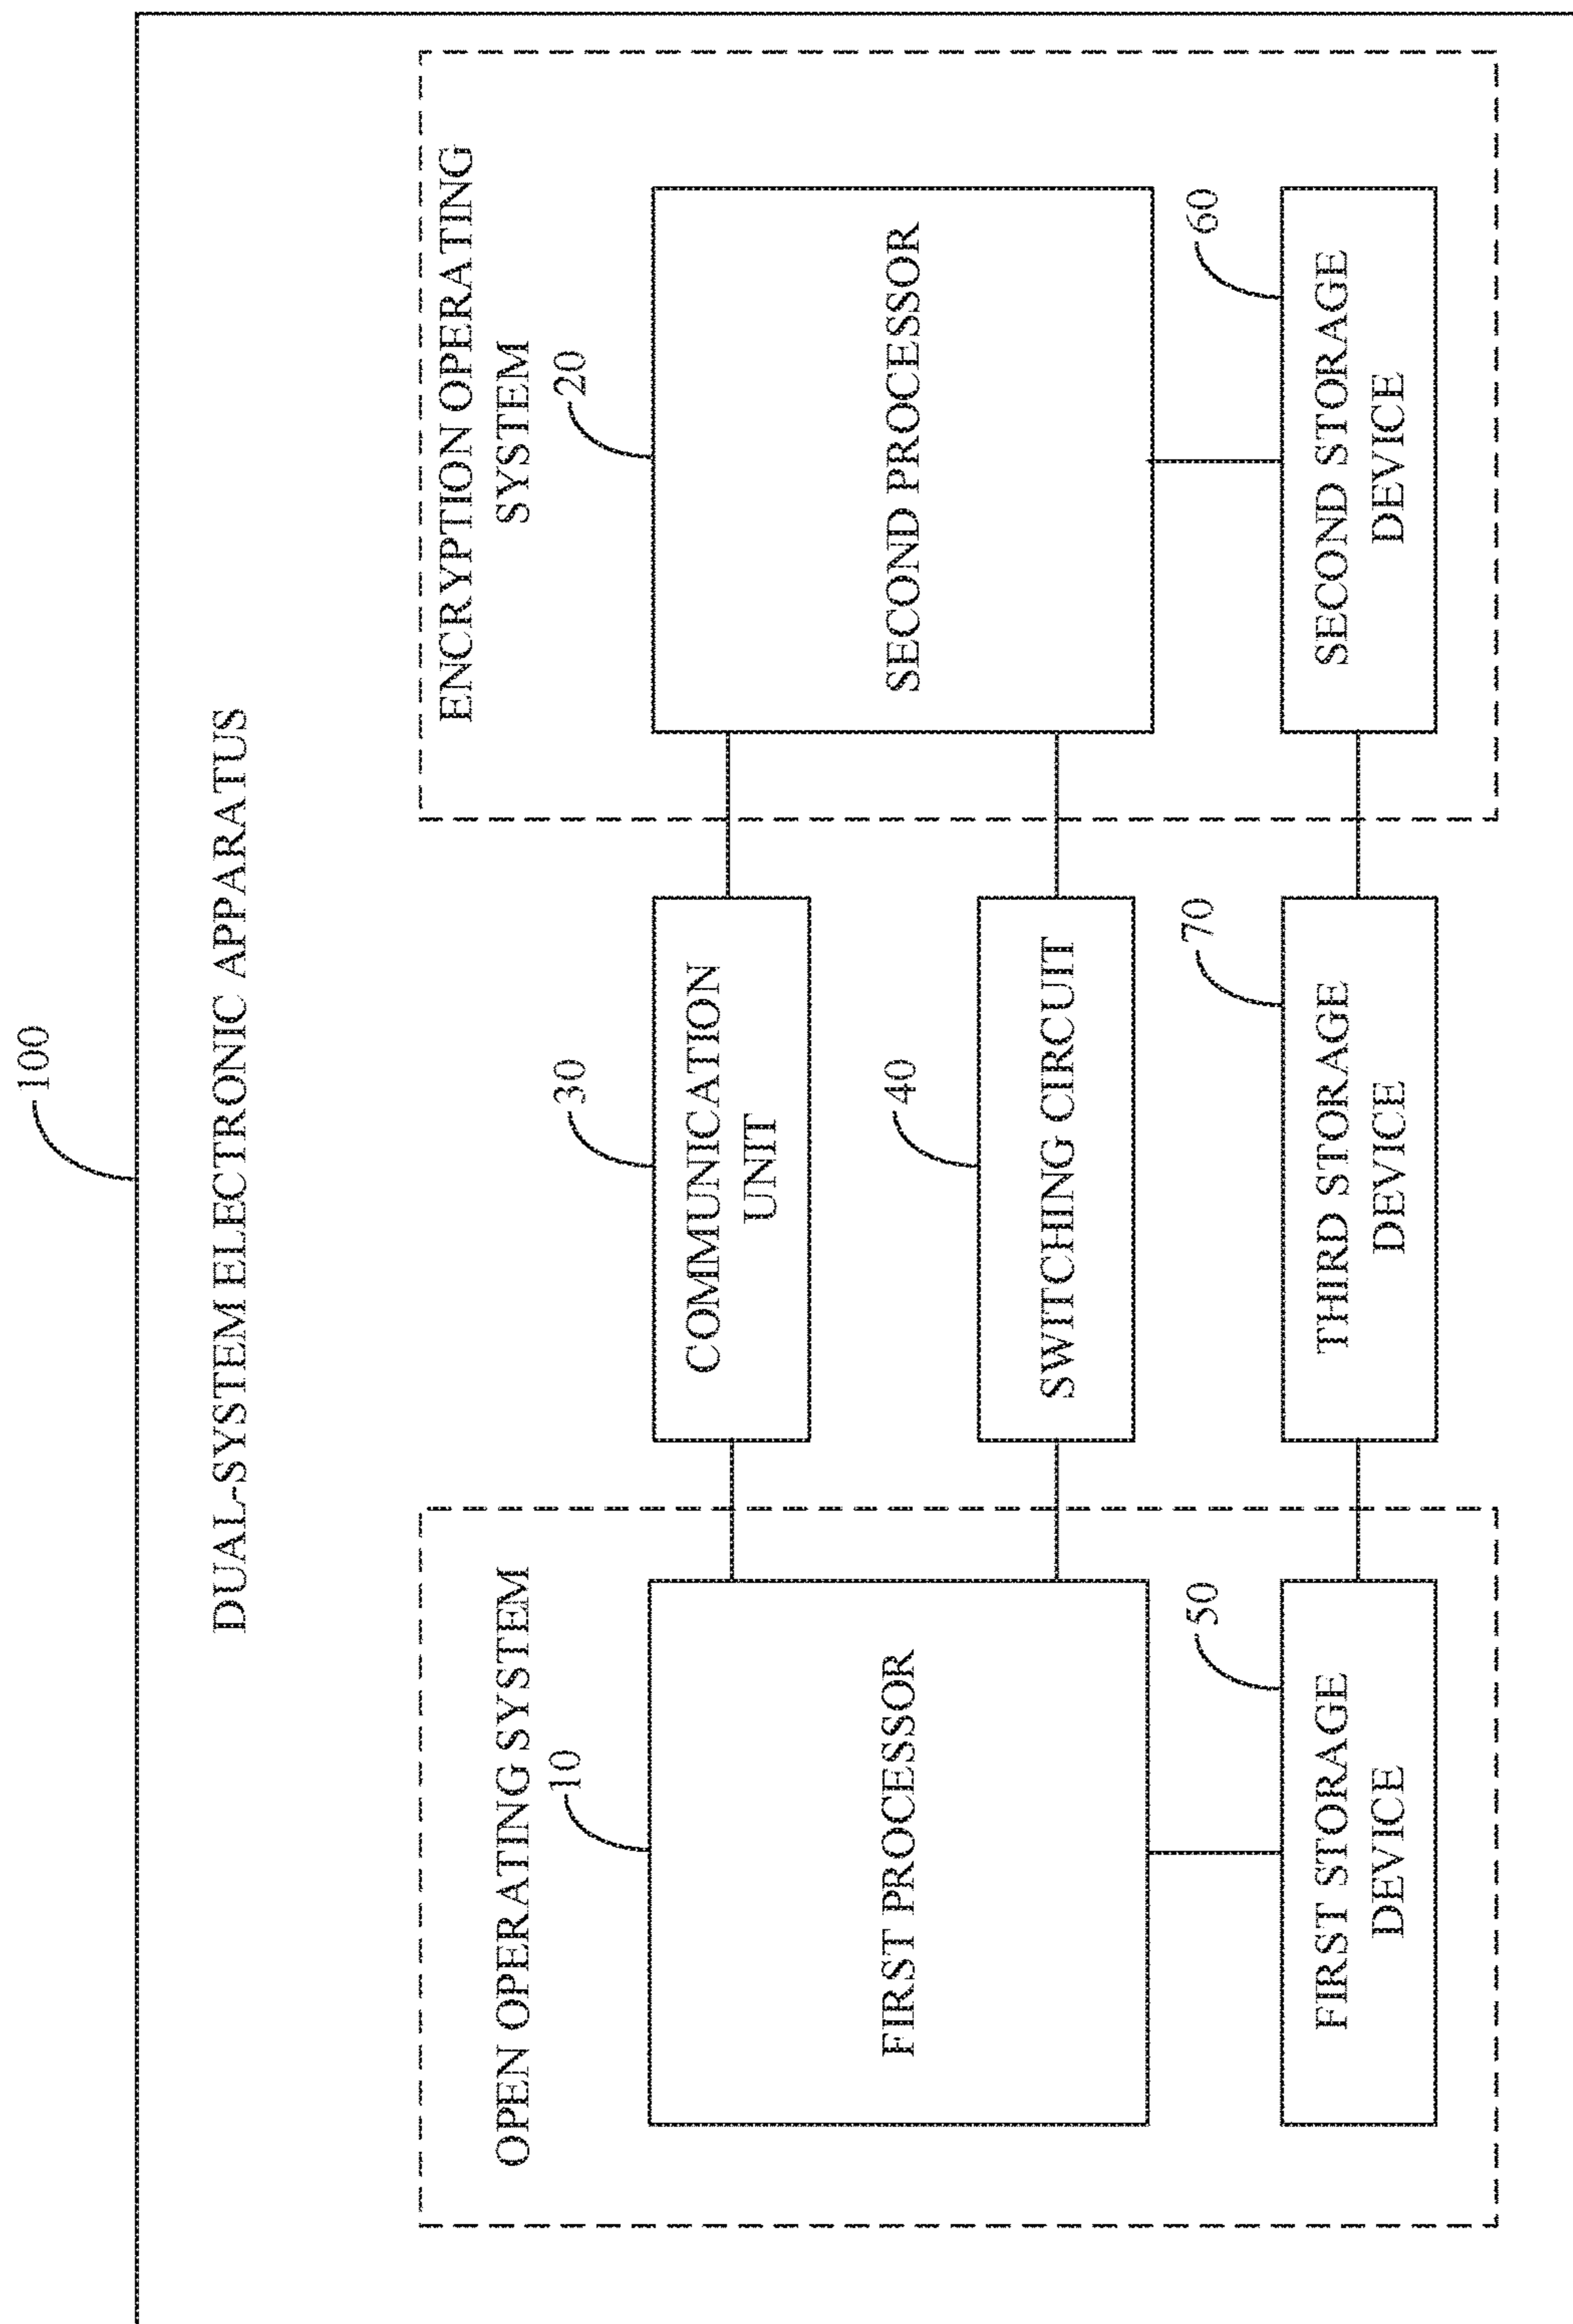 100
DUAL-SYSTEM ELECTRONIC APPARATUS
OPEN OPERATING SYSTEM
10
FIRST PROCESSOR
50
FIRST STORAGE
DEVICE
30
COMMUNICATION
UNIT
40
SWITCHING CIRCUIT
70
THIRD STORAGE
DEVICE
ENCRYPTION OPERATING
SYSTEM
20
SECOND PROCESSOR
60
SECOND STORAGE
DEVICE